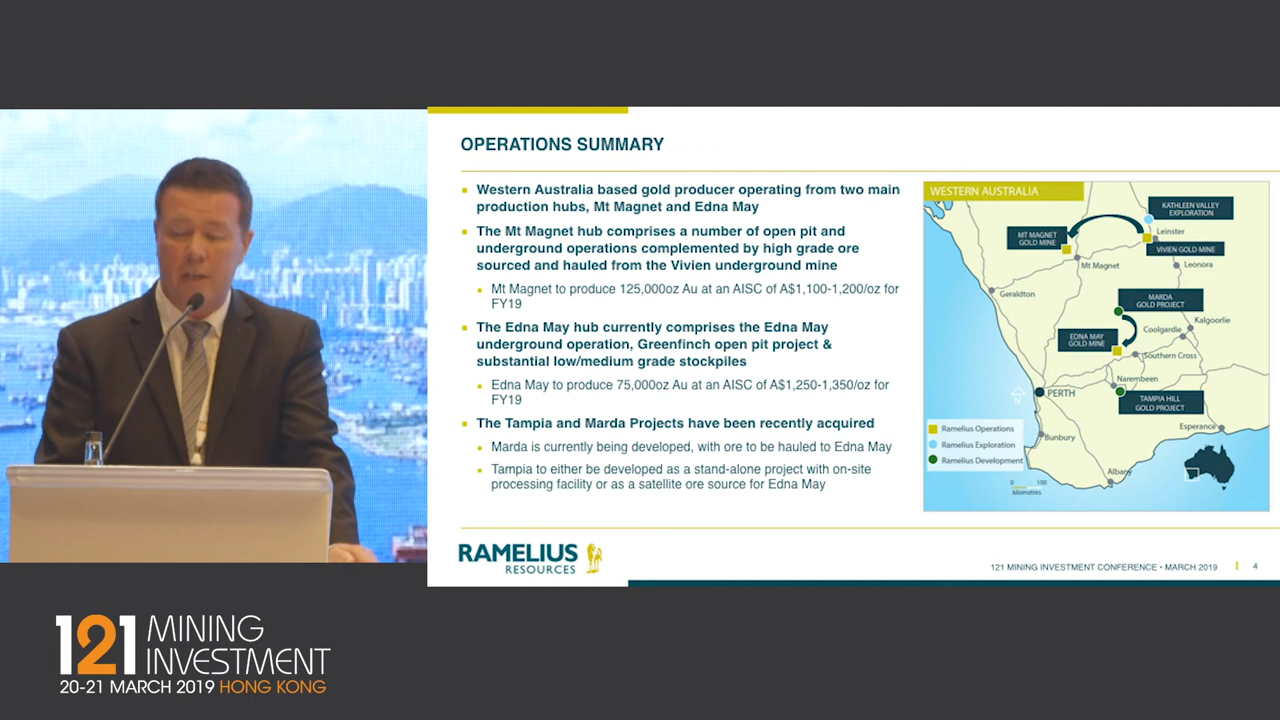 OPERATIONS SUMMARY
Western Australia based gold producer operating from two main
production hubs, Mt Magnet and Edna May
The Mt Magnet hub comprises a number of open pit and
underground operations complemented by high grade ore
sourced and hauled from the Vivien underground mine
Mt Magnet to produce 125,000oz Au at an AISC of A$1,100-1,200/oz for
FY19
The Edna May hub currently comprises the Edna May
underground operation, Greenfinch open pit project &
substantial low/medium grade stockpiles
Edna May to produce 75,000oz Au at an AISC of A$1,250-1,350/oz for
FY19
The Tampia and Marda Projects have been recently acquired
Marda is currently being developed, with ore to be hauled to Edna May
Tampia to either be developed as a stand-alone project with on-site
processing facility or as a satellite ore source for Edna May
WESTERN AUSTRALIA
KATHLEEN VALLEY
EXPLORATION
Leinster
MT MAGNET
GOLD MINE
VIVIEN GOLD MINE
Mt Magnet
Leonora
Geraldton
MARDA
GOLD PROJECT
Kalgoorlie
Coolgardie
EDNA MAY
GOLD MINE
Southern Cross
Narembeen
N
PERTH
TAMPIA HILL
GOLD PROJECT
Esperance
Ramelius Operations
Ramelius Exploration
Ramelius Development
Bunbury
Albany
0 100
kilometres
RAMELIUS
RESOURCES
121 MINING INVESTMENT CONFERENCE • MARCH 2019 4
121 MINING
INVESTMENT
20-21 MARCH 2019 HONG KONG